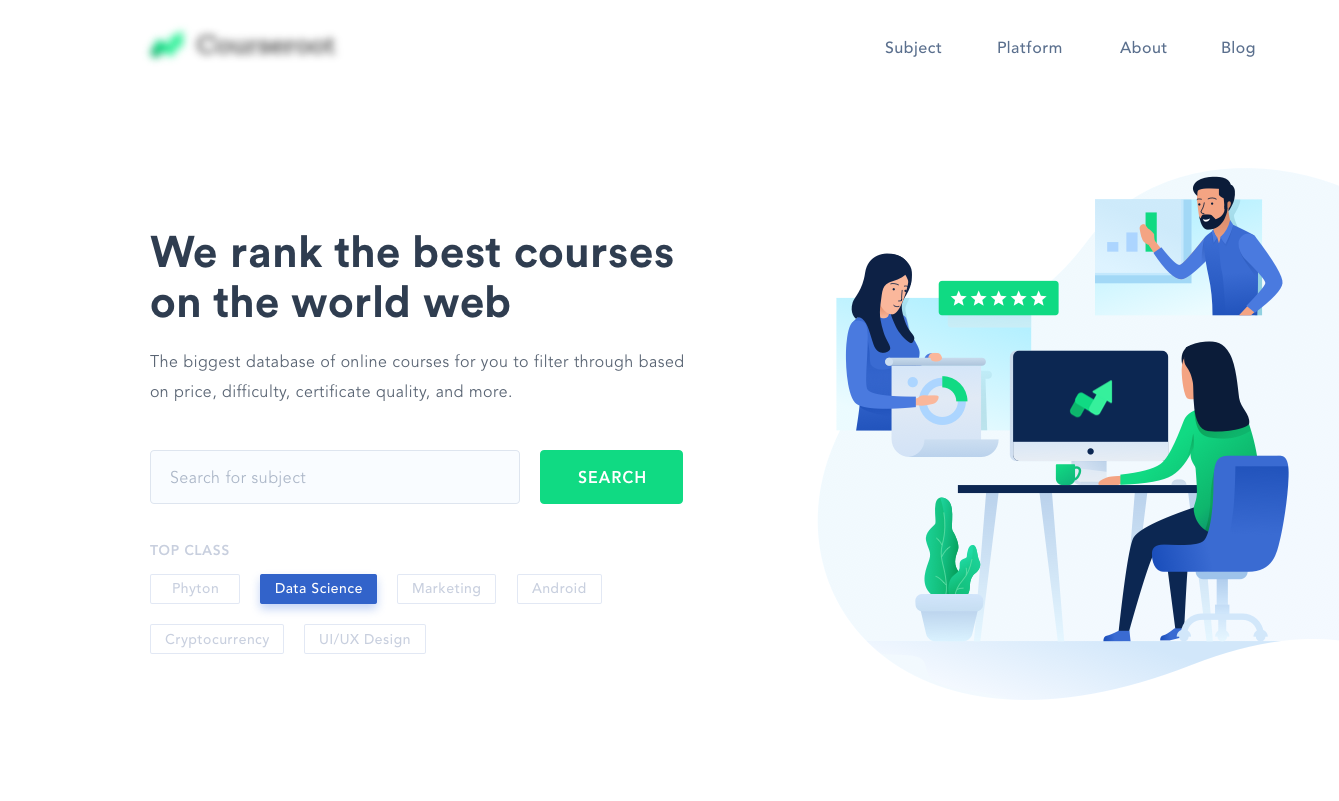 Courseroot
Subject Platform About Blog
We rank the best courses
on the world web
The biggest database of online courses for you to filter through based
on price, difficulty, certificate quality, and more.
Search for subject SEARCH
TOP CLASS
Phyton Data Science Marketing Android
Cryptocurrency UI/UX Design